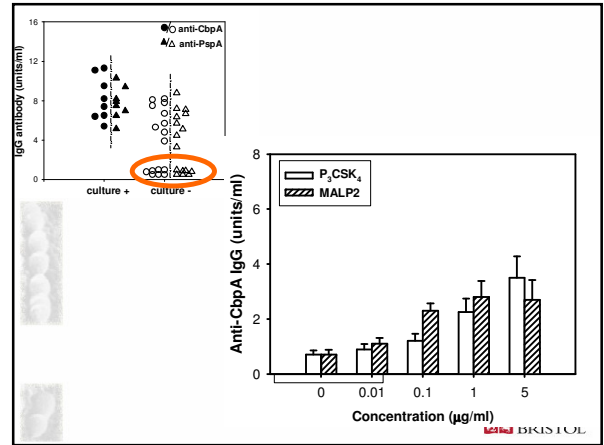 ●/○ anti-CbpA
▲/△ anti-PspA
IgG antibody (units/ml)
16
12
8
4
0
culture +
culture -
P₃CSK₄
MALP2
Anti-CbpA IgG (units/ml)
8
6
4
2
0
0 0.01 0.1 1 5
Concentration (µg/ml)
BRISTOL